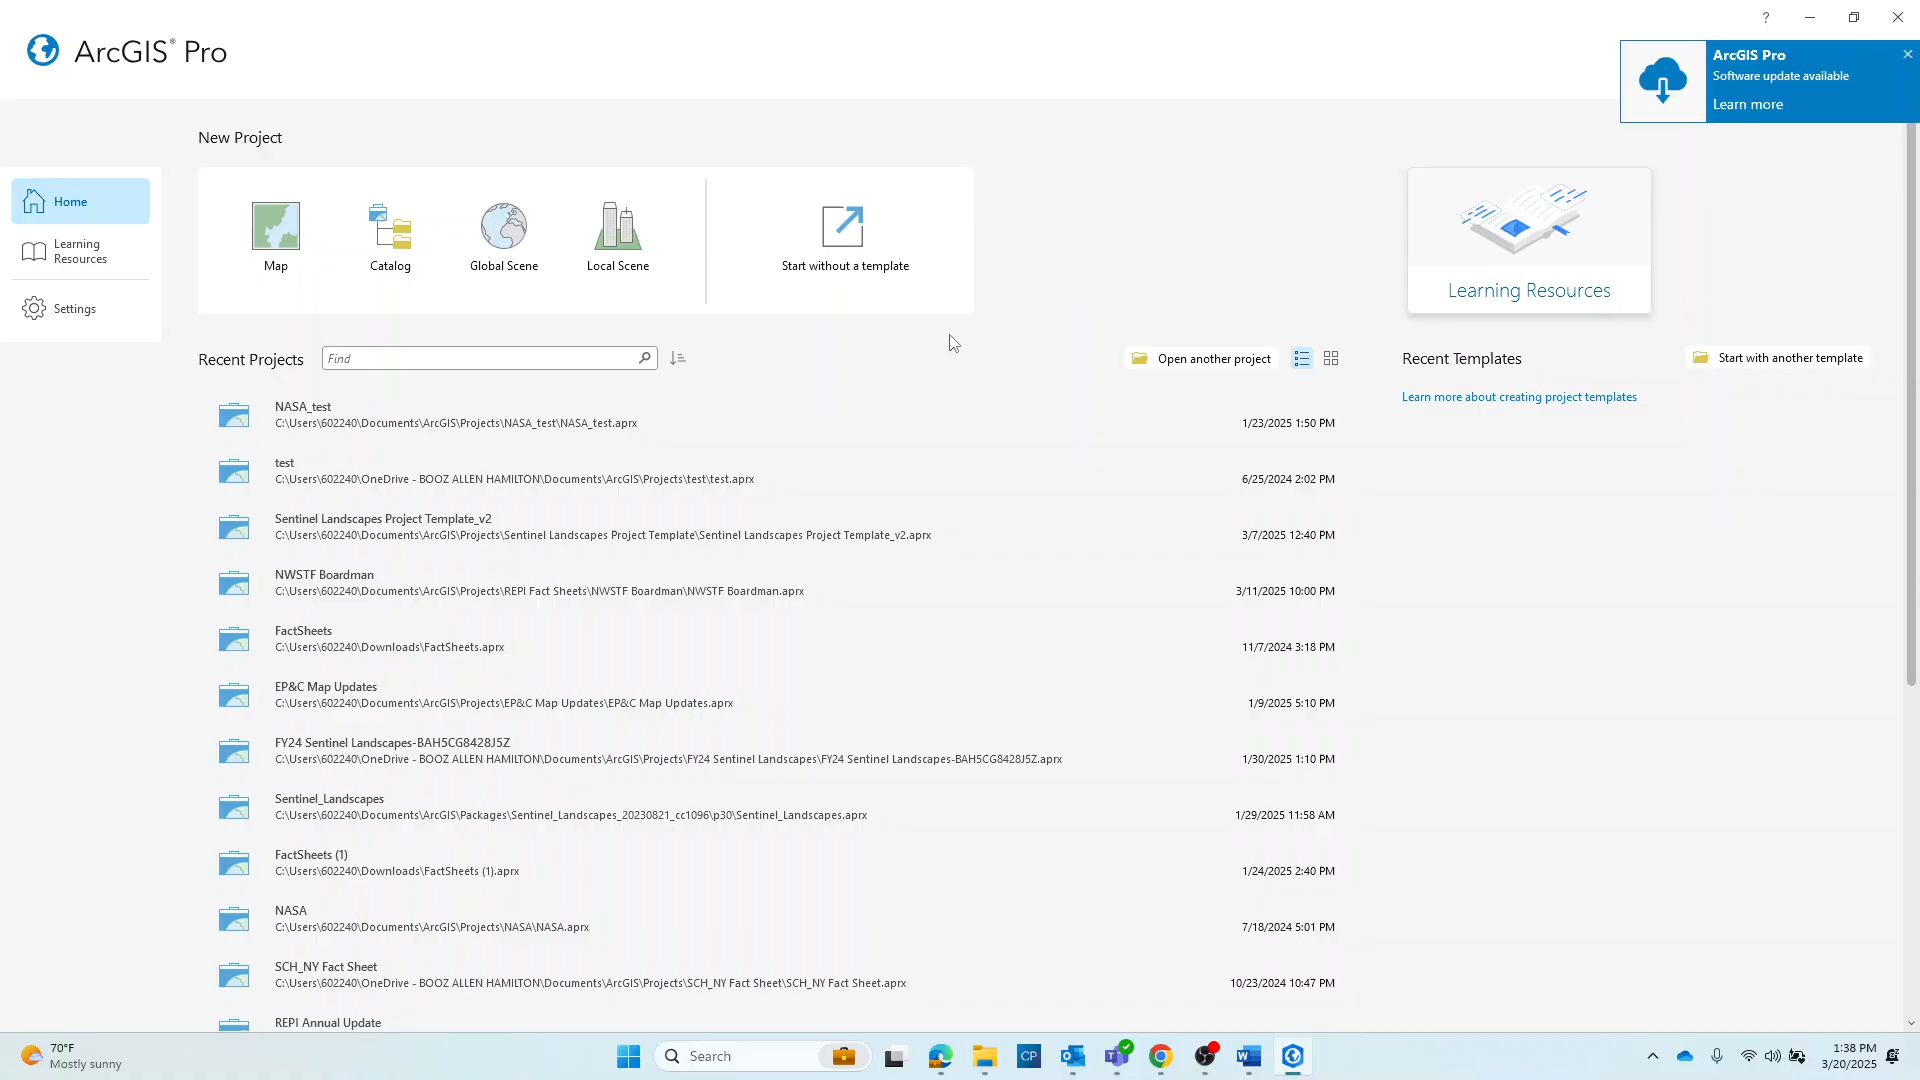 ArcGIS® Pro
?
ArcGIS Pro
Software update available
Learn more
New Project
Home
Learning
Resources
Settings
Map
Catalog
Global Scene
Local Scene
Start without a template
Learning Resources
Recent Projects
Find
Open another project
Recent Templates
Start with another template
Learn more about creating project templates
NASA_test
C:\Users\602240\Documents\ArcGIS\Projects\NASA_test\NASA_test.aprx
1/23/2025 1:50 PM
test
C:\Users\602240\OneDrive - BOOZ ALLEN HAMILTON\Documents\ArcGIS\Projects\test\test.aprx
6/25/2024 2:02 PM
Sentinel Landscapes Project Template_v2
C:\Users\602240\Documents\ArcGIS\Projects\Sentinel Landscapes Project Template\Sentinel Landscapes Project Template_v2.aprx
3/7/2025 12:40 PM
NWSTF Boardman
C:\Users\602240\Documents\ArcGIS\Projects\REPI Fact Sheets\NWSTF Boardman\NWSTF Boardman.aprx
3/11/2025 10:00 PM
FactSheets
C:\Users\602240\Downloads\FactSheets.aprx
11/7/2024 3:18 PM
EP&C Map Updates
C:\Users\602240\Documents\ArcGIS\Projects\EP&C Map Updates\EP&C Map Updates.aprx
1/9/2025 5:10 PM
FY24 Sentinel Landscapes-BAH5CG8428J5Z
C:\Users\602240\OneDrive - BOOZ ALLEN HAMILTON\Documents\ArcGIS\Projects\FY24 Sentinel Landscapes\FY24 Sentinel Landscapes-BAH5CG8428J5Z.aprx
1/30/2025 1:10 PM
Sentinel_Landscapes
C:\Users\602240\Documents\ArcGIS\Packages\Sentinel_Landscapes_20230821_cc1096\p30\Sentinel_Landscapes.aprx
1/29/2025 11:58 AM
FactSheets (1)
C:\Users\602240\Downloads\FactSheets (1).aprx
1/24/2025 2:40 PM
NASA
C:\Users\602240\Documents\ArcGIS\Projects\NASA\NASA.aprx
7/18/2024 5:01 PM
SCH_NY Fact Sheet
C:\Users\602240\OneDrive - BOOZ ALLEN HAMILTON\Documents\ArcGIS\Projects\SCH_NY Fact Sheet\SCH_NY Fact Sheet.aprx
10/23/2024 10:47 PM
REPI Annual Update
70°F
Mostly sunny
Search
CP
1:38 PM
3/20/2025